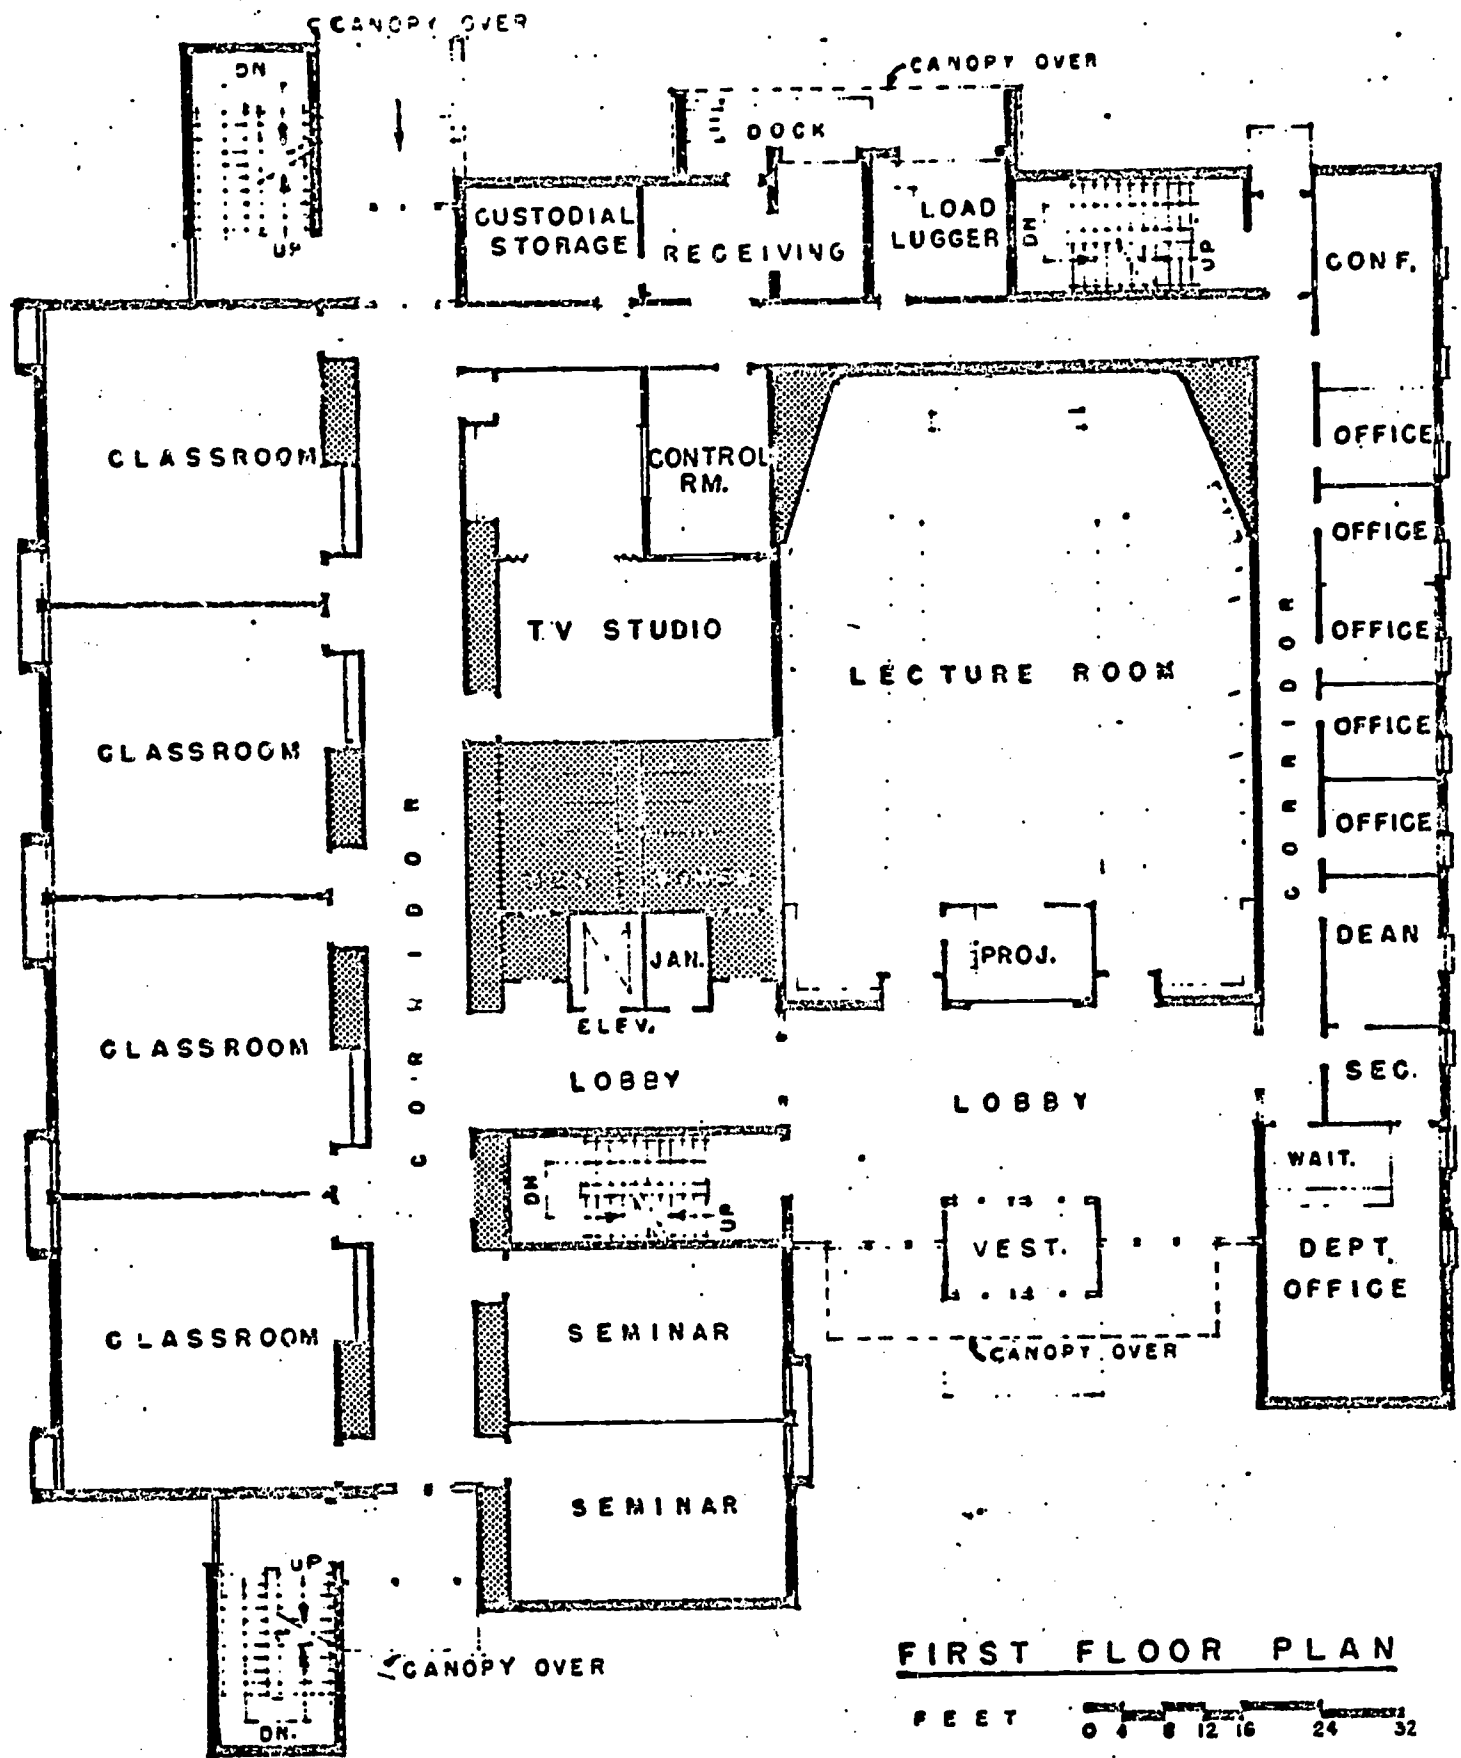 CANOPY OVER
CANOPY OVER
DN
DOCK
CUSTODIAL
STORAGE
RECEIVING
LOAD
LUGGER
DN
UP
UP
CONF.
CLASSROOM
CONTROL
RM.
OFFICE
OFFICE
TV STUDIO
OFFICE
LECTURE ROOM
CORRIDOR
OFFICE
CLASSROOM
OFFICE
CORRIDOR
MEN
WOMEN
DEAN
JAN.
PROJ.
ELEV.
CLASSROOM
LOBBY
SEC.
LOBBY
WAIT.
DN
UP
VEST.
DEPT.
OFFICE
CLASSROOM
SEMINAR
CANOPY OVER
SEMINAR
UP
CANOPY OVER
DN.
FIRST FLOOR PLAN
FEET 0 4 8 12 16 24 32